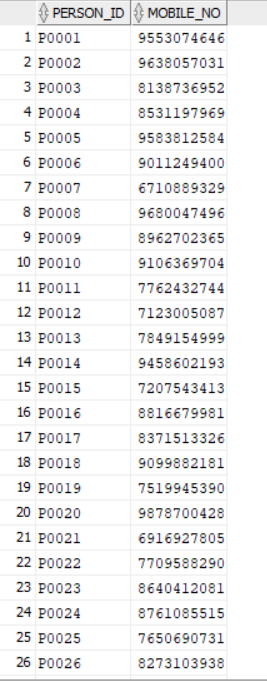 PERSON_ID MOBILE_NO
1 P0001 9553074646
2 P0002 9638057031
3 P0003 8138736952
4 P0004 8531197969
5 P0005 9583812584
6 P0006 9011249400
7 P0007 6710889329
8 P0008 9680047496
9 P0009 8962702365
10 P0010 9106369704
11 P0011 7762432744
12 P0012 7123005087
13 P0013 7849154999
14 P0014 9458602193
15 P0015 7207543413
16 P0016 8816679981
17 P0017 8371513326
18 P0018 9099882181
19 P0019 7519945390
20 P0020 9878700428
21 P0021 6916927805
22 P0022 7709588290
23 P0023 8640412081
24 P0024 8761085515
25 P0025 7650690731
26 P0026 8273103938